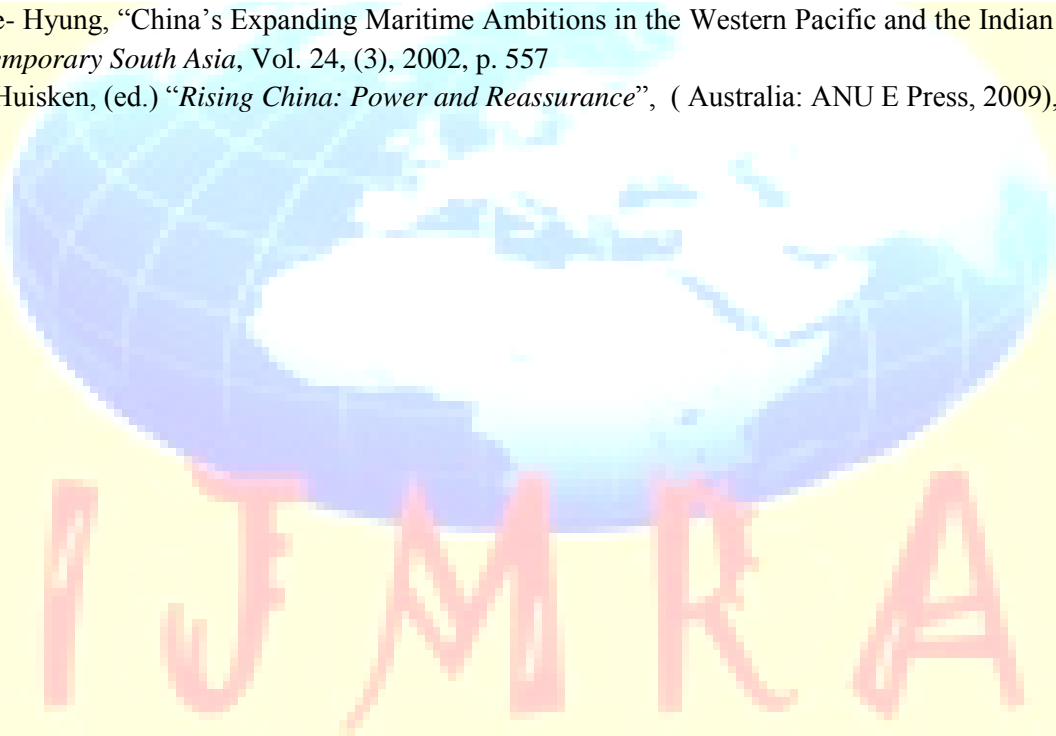 e- Hyung, “China’s Expanding Maritime Ambitions in the Western Pacific and the Indian
emporary South Asia, Vol. 24, (3), 2002, p. 557
Huisken, (ed.) “Rising China: Power and Reassurance”, ( Australia: ANU E Press, 2009),
IJMRA